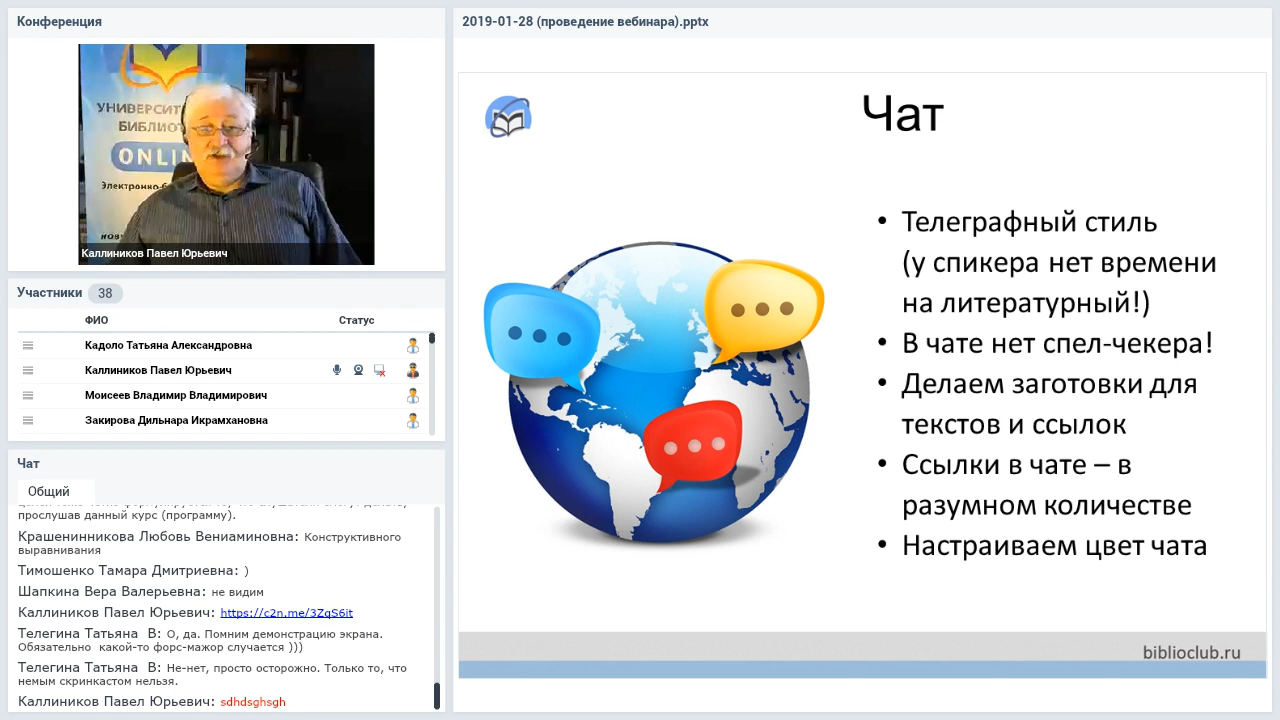 Конференция
УНИВЕРСИТ
БИБЛИО
ONLIN
Каллиников Павел Юрьевич
Участники 38
ФИО Статус
Кадоло Татьяна Александровна
Каллиников Павел Юрьевич
Моисеев Владимир Владимирович
Закирова Дильнара Икрамхановна
Чат
Общий
прослушав данный курс (программу).
Крашенинникова Любовь Вениаминовна: Конструктивного
выравнивания
Тимошенко Тамара Дмитриевна: )
Шапкина Вера Валерьевна: не видим
Каллиников Павел Юрьевич: https://c2n.me/3ZqS6it
Телегина Татьяна В: О, да. Помним демонстрацию экрана.
Обязательно какой-то форс-мажор случается )))
Телегина Татьяна В: Не-нет, просто осторожно. Только то, что
немым скринкастом нельзя.
Каллиников Павел Юрьевич: sdhdsghsgh
2019-01-28 (проведение вебинара).pptx
Чат
• Телеграфный стиль
(у спикера нет времени
на литературный!)
• В чате нет спел-чекера!
• Делаем заготовки для
текстов и ссылок
• Ссылки в чате – в
разумном количестве
• Настраиваем цвет чата
biblioclub.ru